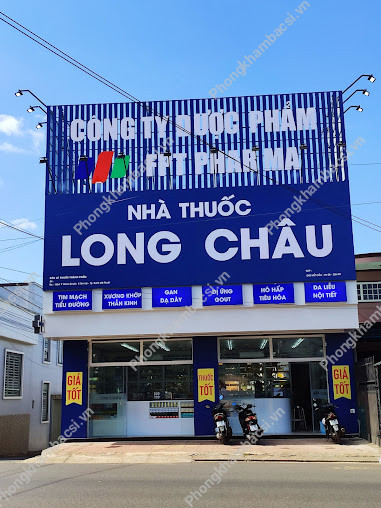 CÔNG TY DƯỢC PHẨM
FPT PHARMA
NHÀ THUỐC
LONG CHÂU
TIM MẠCH
TIỂU ĐƯỜNG
XƯƠNG KHỚP
THẦN KINH
GAN
DẠ DÀY
DỊ ỨNG
GOUT
HÔ HẤP
TIÊU HÓA
DA LIỄU
NỘI TIẾT
GIÁ
TỐT
THUỐC
TỐT
GIÁ
TỐT
Phongkhambacsi.vn